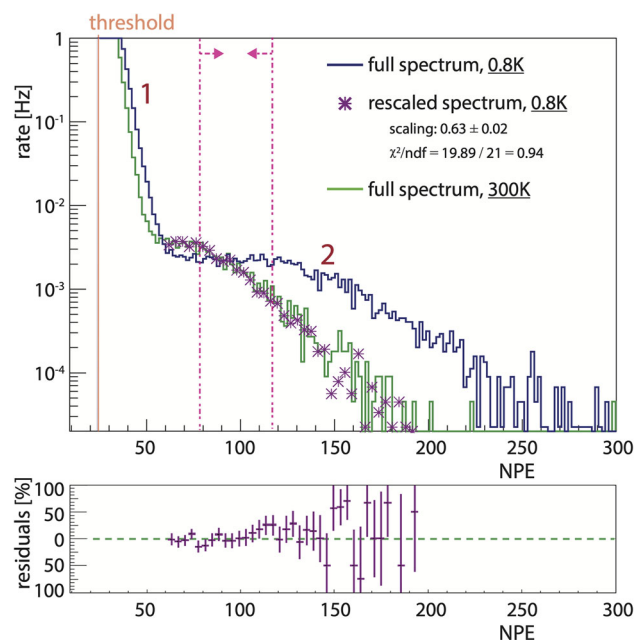 threshold
1
10⁻¹
10⁻²
10⁻³
10⁻⁴
rate [Hz]
1
2
full spectrum, 0.8K
rescaled spectrum, 0.8K
scaling: 0.63 ± 0.02
χ²/ndf = 19.89 / 21 = 0.94
full spectrum, 300K
50 100 150 200 250 300
NPE
residuals [%]
100
50
0
50
100
50 100 150 200 250 300
NPE